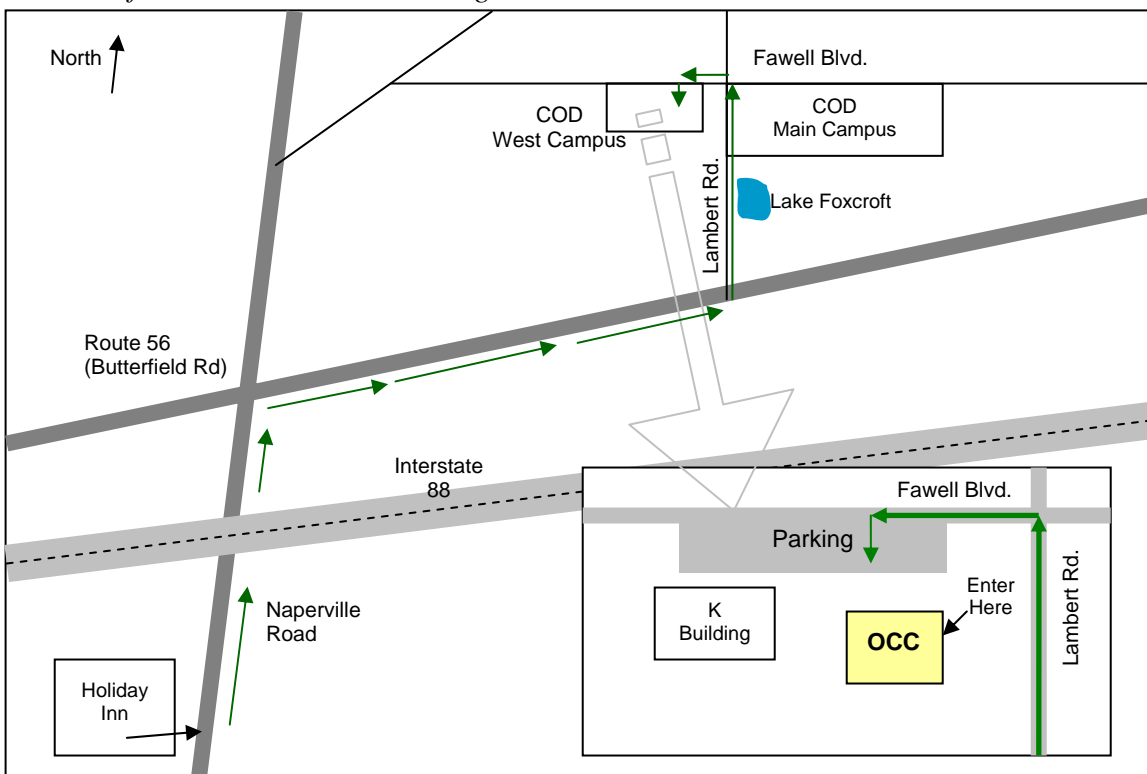 North
Fawell Blvd.
COD
West Campus
COD
Main Campus
Lambert Rd.
Lake Foxcroft
Route 56
(Butterfield Rd)
Interstate
88
Naperville
Road
Holiday
Inn
Fawell Blvd.
Parking
K
Building
OCC
Enter
Here
Lambert Rd.